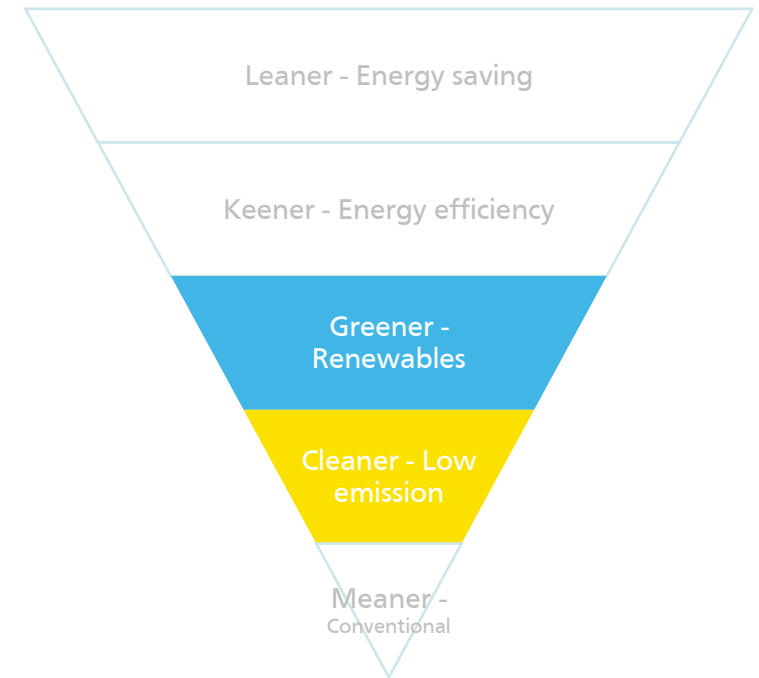 Leaner - Energy saving
Keener - Energy efficiency
Greener -
Renewables
Cleaner - Low
emission
Meaner -
Conventional